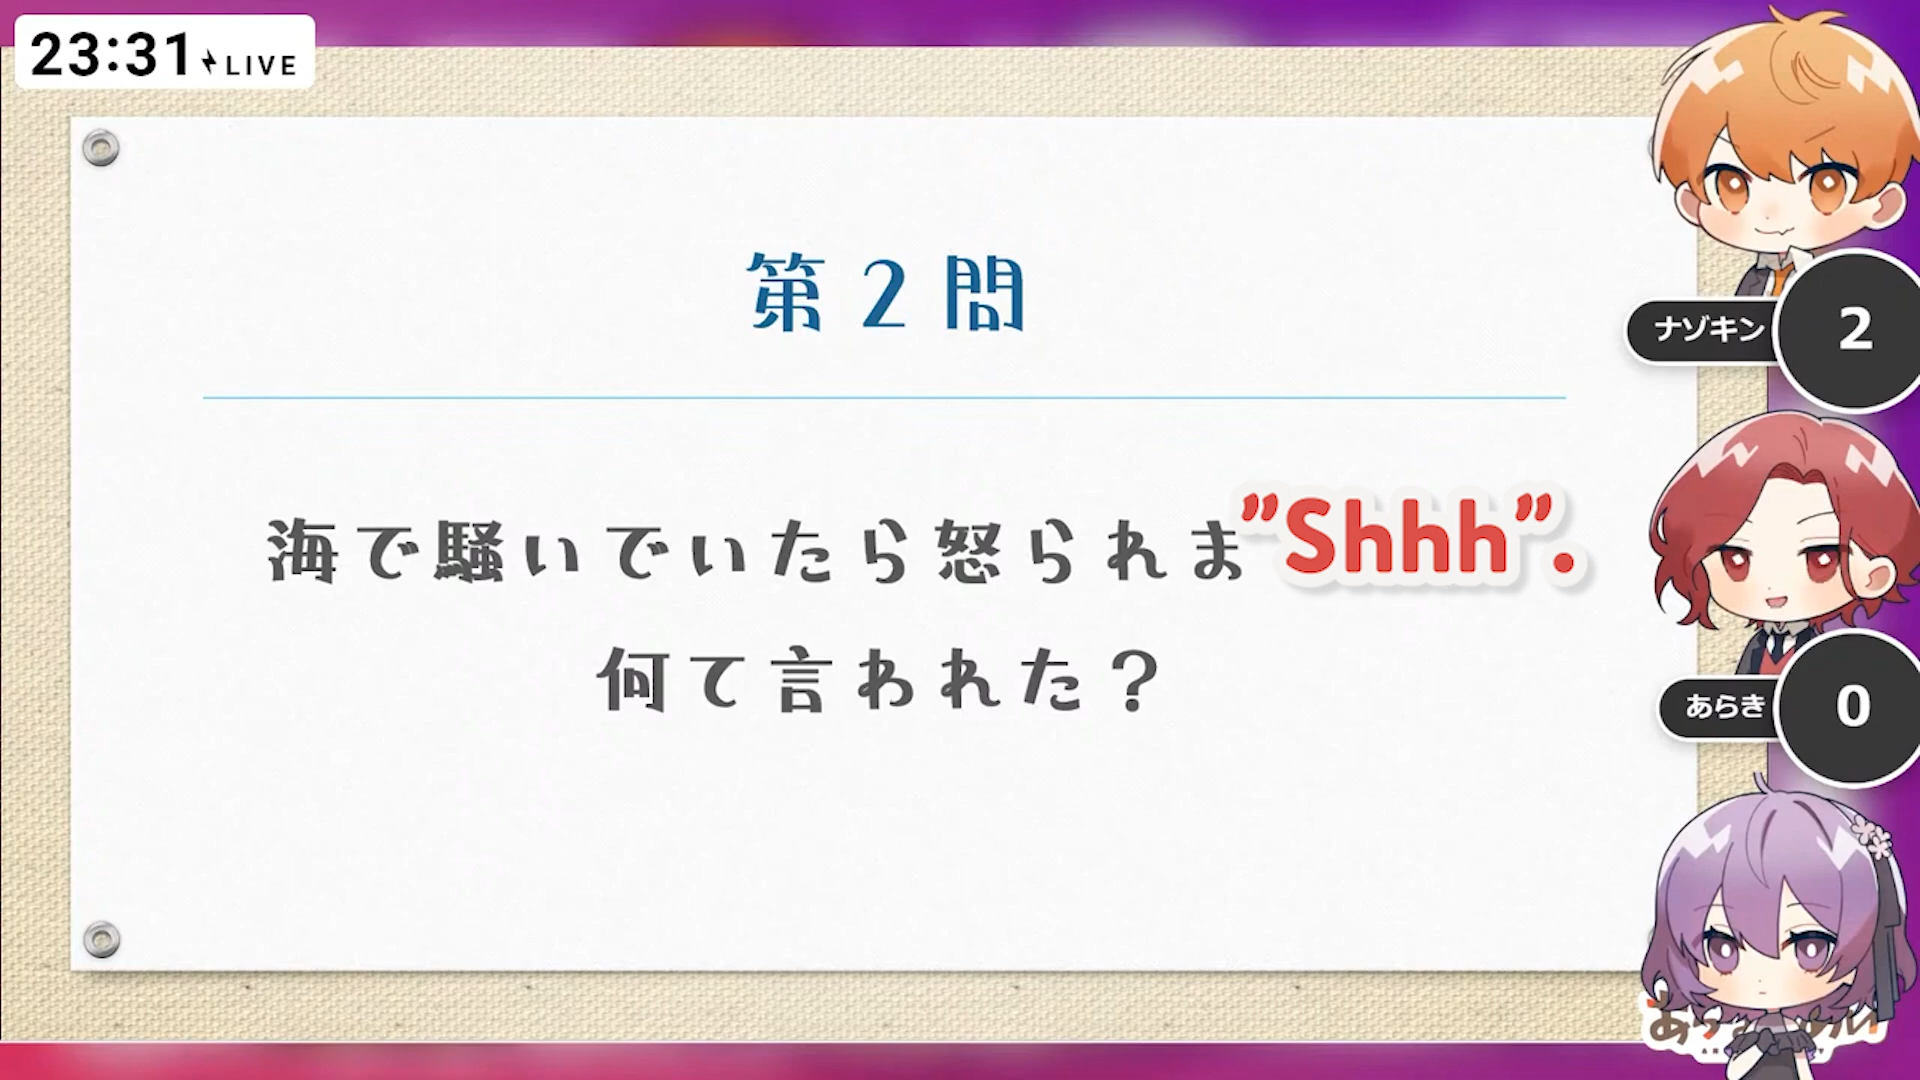 23:31 LIVE
第2問
海で騒いでいたら怒られま
"Shhh".
何て言われた？
ナゾキン
2
あらき
0